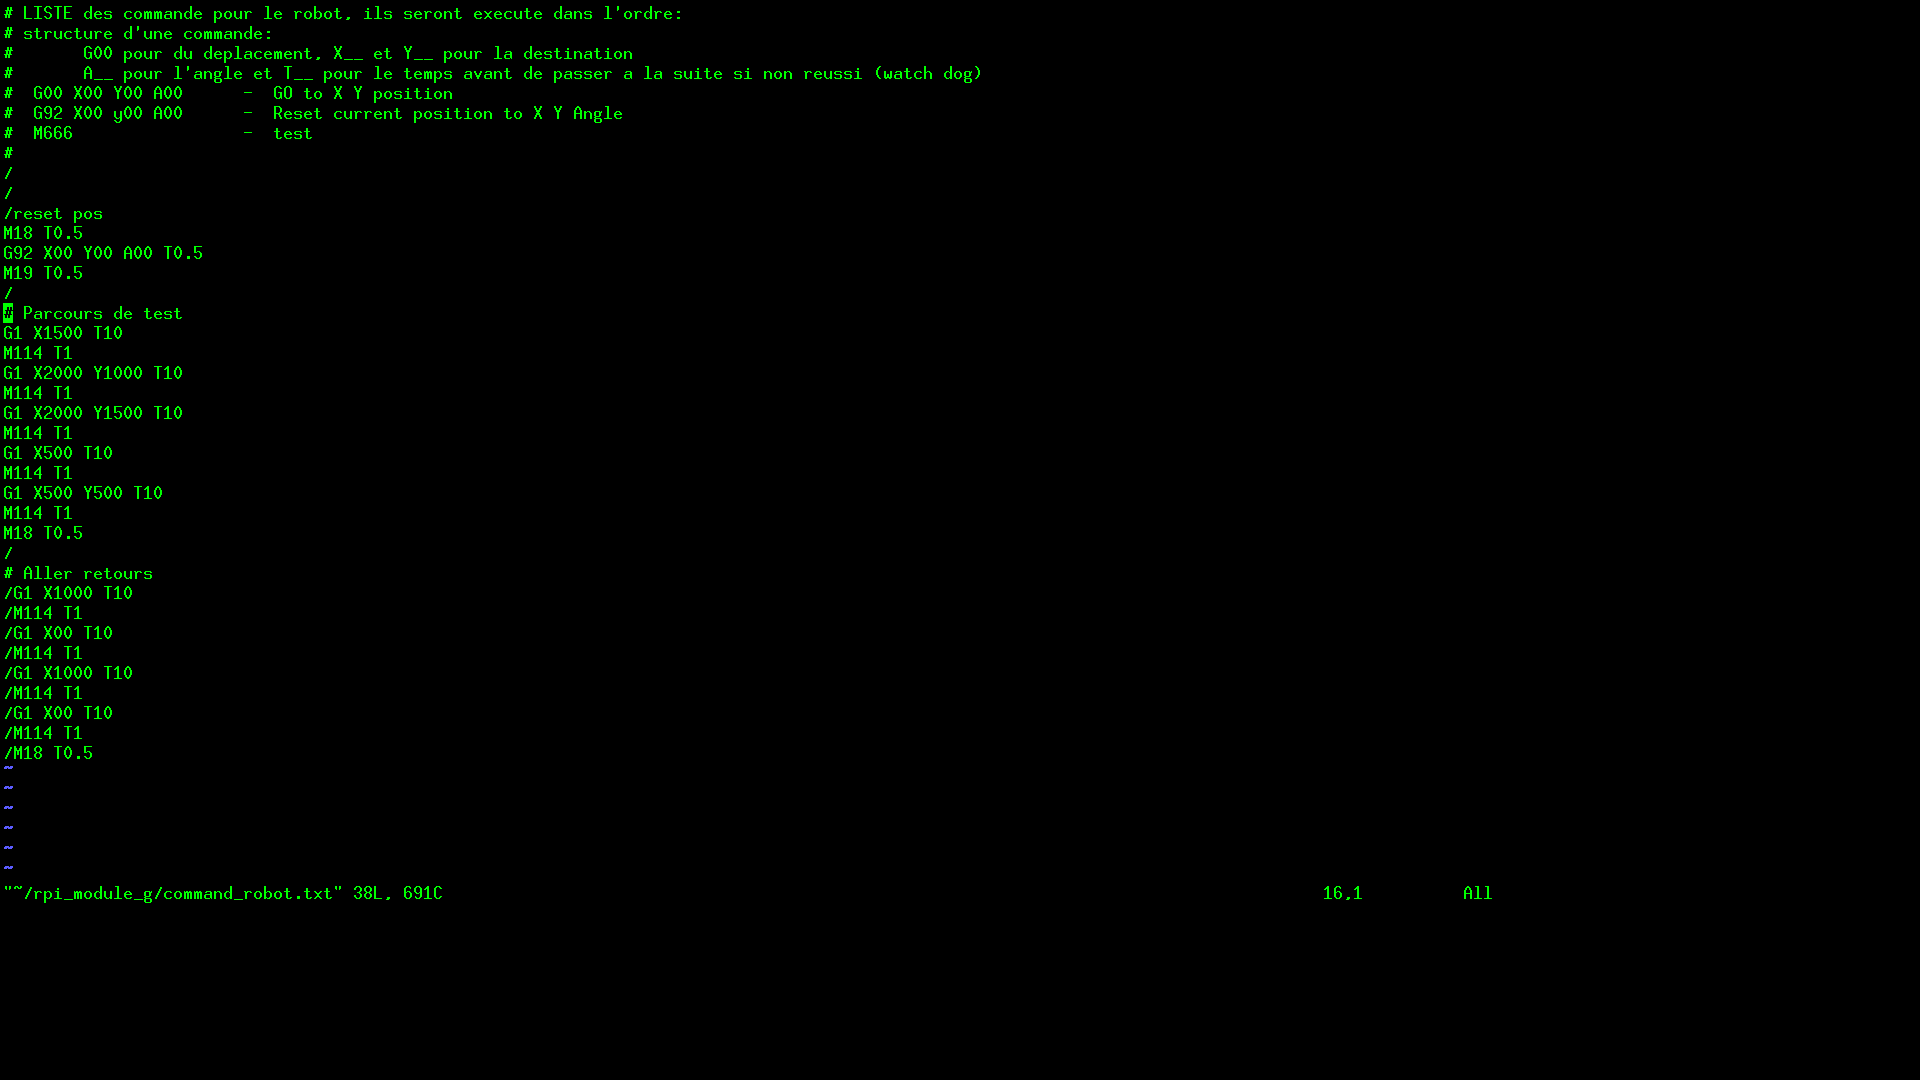 # LISTE des commande pour le robot, ils seront execute dans l'ordre:
# structure d'une commande:
#       G00 pour du deplacement, X__ et Y__ pour la destination
#       A__ pour l'angle et T__ pour le temps avant de passer a la suite si non reussi (watch dog)
#  G00 X00 Y00 A00      -  GO to X Y position
#  G92 X00 y00 A00      -  Reset current position to X Y Angle
#  M666                 -  test
#
/
/
/reset pos
M18 T0.5
G92 X00 Y00 A00 T0.5
M19 T0.5
/
# Parcours de test
G1 X1500 T10
M114 T1
G1 X2000 Y1000 T10
M114 T1
G1 X2000 Y1500 T10
M114 T1
G1 X500 T10
M114 T1
G1 X500 Y500 T10
M114 T1
M18 T0.5
/
# Aller retours
/G1 X1000 T10
/M114 T1
/G1 X00 T10
/M114 T1
/G1 X1000 T10
/M114 T1
/G1 X00 T10
/M114 T1
/M18 T0.5
~
~
~
~
~
~
"~/rpi_module_g/command_robot.txt" 38L, 691C                    16,1          All